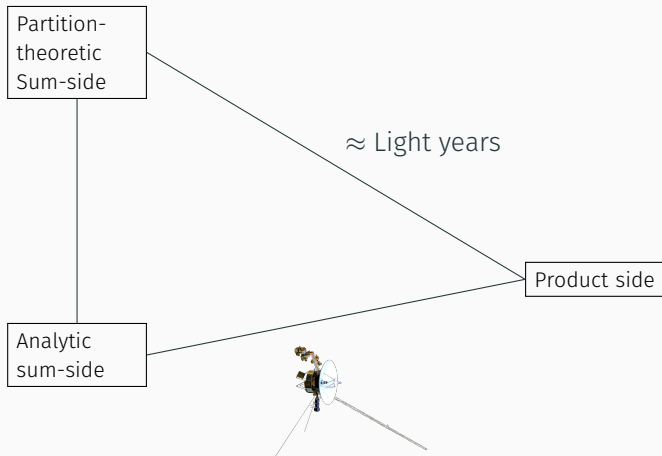 Partition-
theoretic
Sum-side
≈ Light years
Product side
Analytic
sum-side